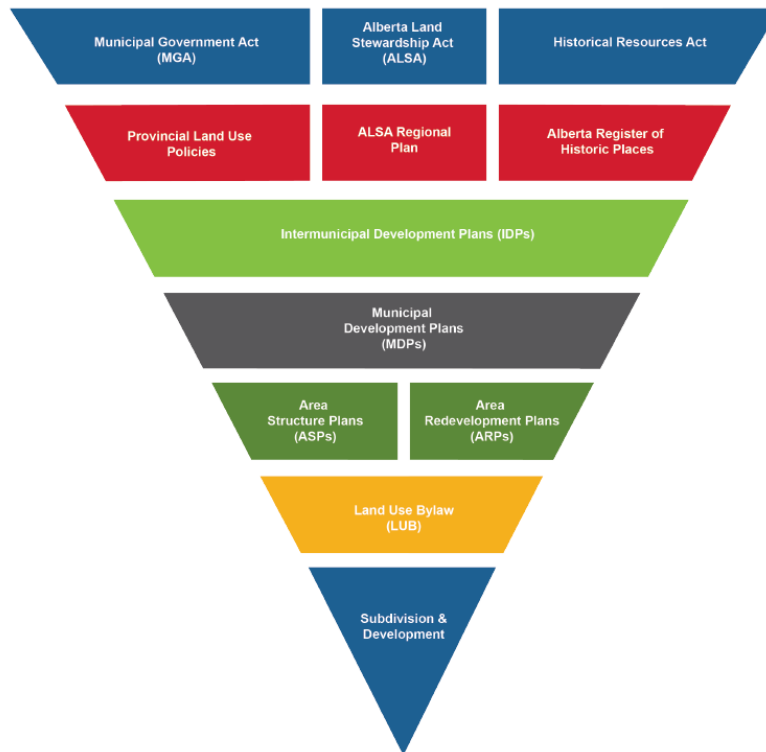 Municipal Government Act
(MGA)
Alberta Land
Stewardship Act
(ALSA)
Historical Resources Act
Provincial Land Use
Policies
ALSA Regional
Plan
Alberta Register of
Historic Places
Intermunicipal Development Plans (IDPs)
Municipal
Development Plans
(MDPs)
Area
Structure Plans
(ASPs)
Area
Redevelopment Plans
(ARPs)
Land Use Bylaw
(LUB)
Subdivision &
Development